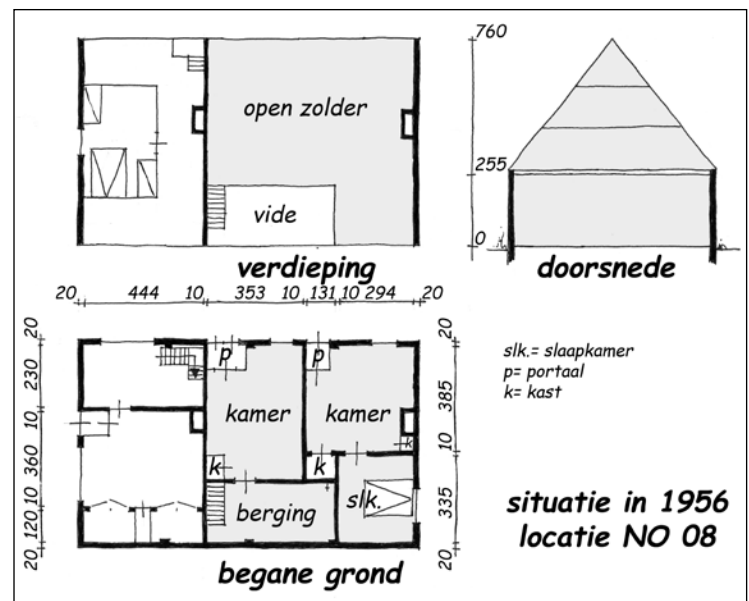 open zolder
vide
verdieping
760
255
0
doorsnede
20 444 10 353 10 131 10 294 20
20
230
10
360
10
120
20
p
p
kamer
kamer
k
k
k
berging
slk.
20
385
10
335
20
begane grond
slk.= slaapkamer
p= portaal
k= kast
situatie in 1956
locatie NO 08